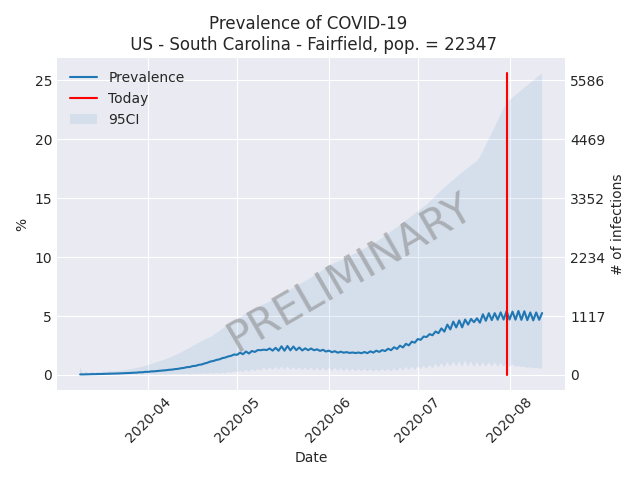 Prevalence of COVID-19
US - South Carolina - Fairfield, pop. = 22347
Prevalence
Today
95CI
PRELIMINARY
%
25
20
15
10
5
0
5586
4469
3352
2234
1117
0
# of infections
2020-04
2020-05
2020-06
2020-07
2020-08
Date